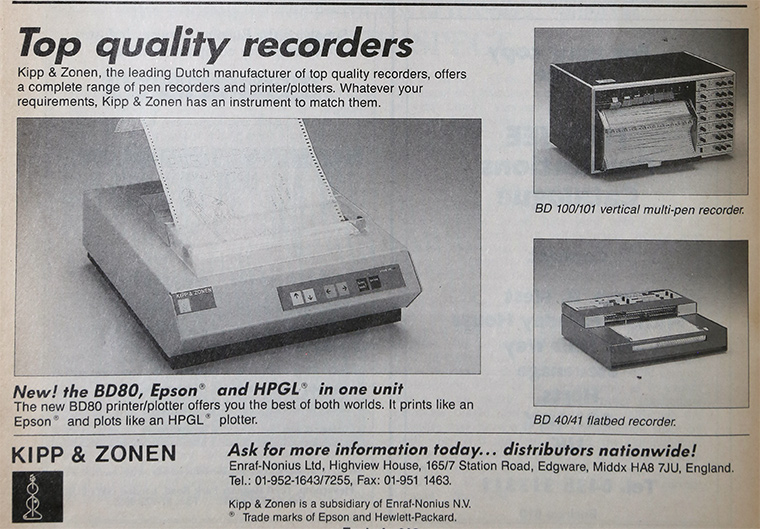 Top quality recorders
Kipp & Zonen, the leading Dutch manufacturer of top quality recorders, offers
a complete range of pen recorders and printer/plotters. Whatever your
requirements, Kipp & Zonen has an instrument to match them.
BD 100/101 vertical multi-pen recorder.
KIPP & ZONEN
New! the BD80, Epson® and HPGL® in one unit
The new BD80 printer/plotter offers you the best of both worlds. It prints like an
Epson® and plots like an HPGL® plotter.
BD 40/41 flatbed recorder.
KIPP & ZONEN
Ask for more information today... distributors nationwide!
Enraf-Nonius Ltd, Highview House, 165/7 Station Road, Edgware, Middx HA8 7JU, England.
Tel.: 01-952-1643/7255, Fax: 01-951 1463.
Kipp & Zonen is a subsidiary of Enraf-Nonius N.V.
® Trade marks of Epson and Hewlett-Packard.